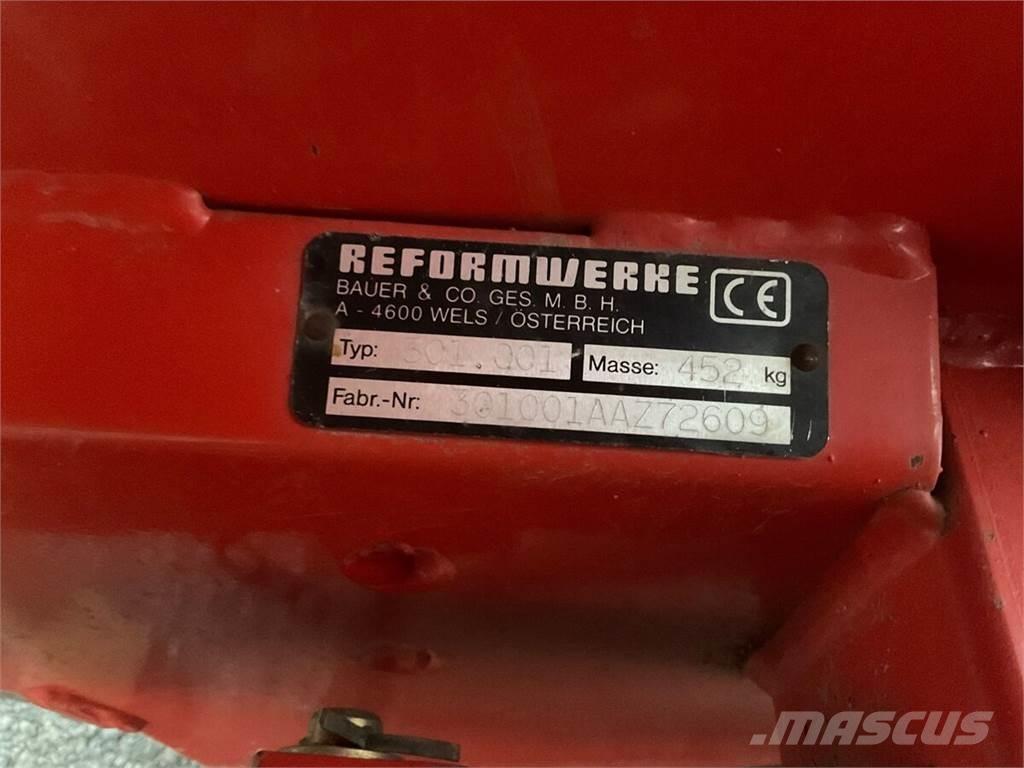 REFORMWERKE
BAUER & CO. GES. M. B. H.
A - 4600 WELS / ÖSTERREICH
CE
Typ: 301.001 Masse: 452 kg
Fabr.-Nr: 301001AAZ72609
MASCUS